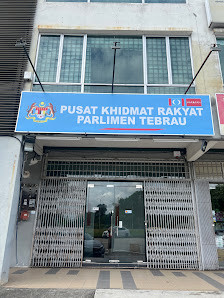 PUSAT KHIDMAT RAKYAT
PARLIMEN TEBRAU